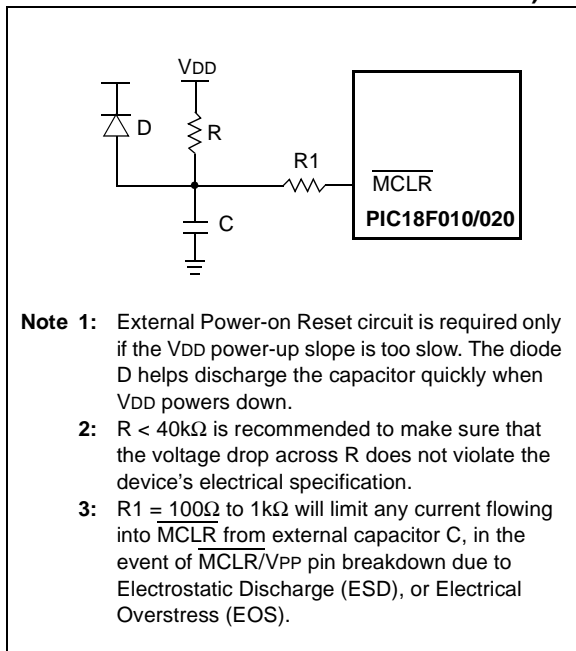 VDD
D
R
R1
MCLR
C
PIC18F010/020
Note 1: External Power-on Reset circuit is required only
if the VDD power-up slope is too slow. The diode
D helps discharge the capacitor quickly when
VDD powers down.
2: R < 40kΩ is recommended to make sure that
the voltage drop across R does not violate the
device's electrical specification.
3: R1 = 100Ω to 1kΩ will limit any current flowing
into MCLR from external capacitor C, in the
event of MCLR/VPP pin breakdown due to
Electrostatic Discharge (ESD), or Electrical
Overstress (EOS).